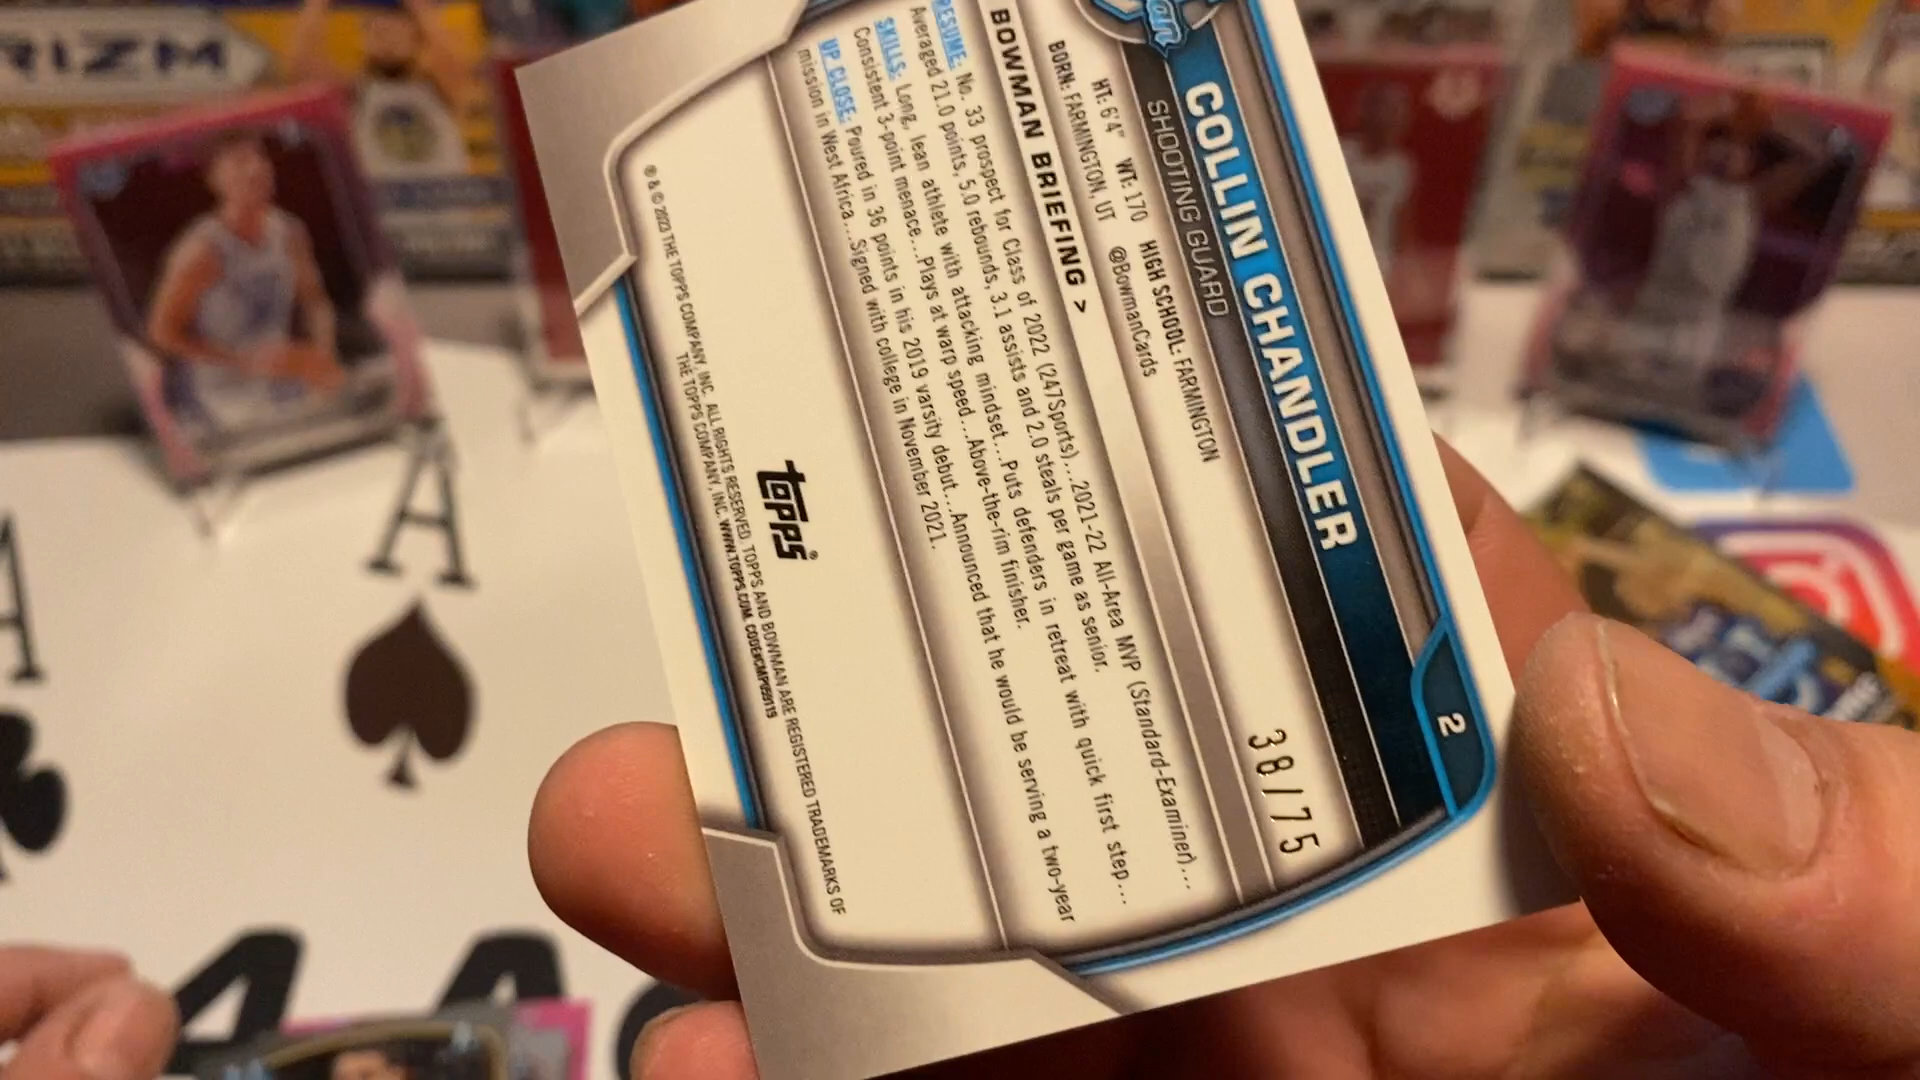 2
COLLIN CHANDLER
SHOOTING GUARD
38/75
HT: 6'4" WT: 170 HIGH SCHOOL: FARMINGTON
BORN: FARMINGTON, UT @BowmanCards
BOWMAN BRIEFING >
RESUME: No. 33 prospect for Class of 2022 (247Sports)...2021-22 All-Area MVP (Standard-Examiner)...
Averaged 21.0 points, 5.0 rebounds, 3.1 assists and 2.0 steals per game as senior.
SKILLS: Long, lean athlete with attacking mindset...Puts defenders in retreat with quick first step...
Consistent 3-point menace...Plays at warp speed...Above-the-rim finisher.
UP CLOSE: Poured in 36 points in his 2019 varsity debut...Announced that he would be serving a two-year
mission in West Africa...Signed with college in November 2021.
topps®
® & © 2023 THE TOPPS COMPANY, INC. ALL RIGHTS RESERVED. TOPPS AND BOWMAN ARE REGISTERED TRADEMARKS OF
THE TOPPS COMPANY, INC. WWW.TOPPS.COM. CODE#CMP059119
RIZM
A
A